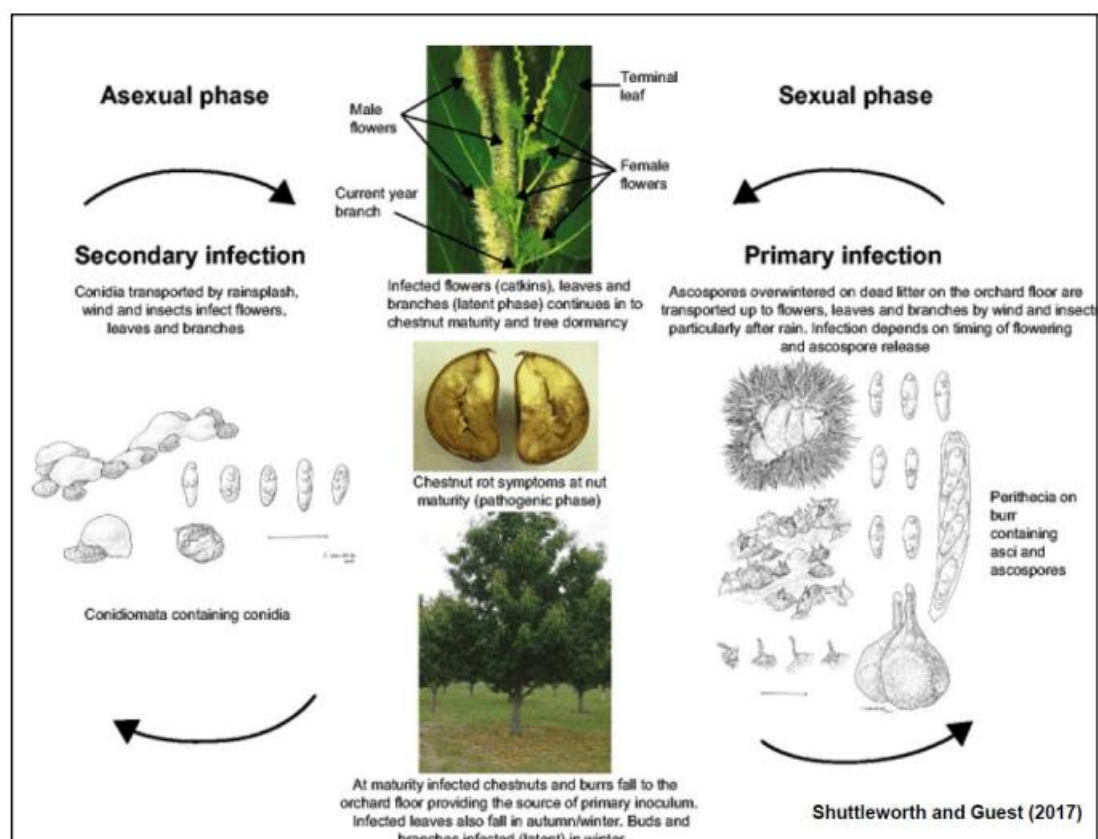 Asexual phase
Sexual phase
Male
flowers
Terminal
leaf
Female
flowers
Current year
branch
Secondary infection
Conidia transported by rainsplash,
wind and insects infect flowers,
leaves and branches
Infected flowers (catkins), leaves and
branches (latent phase) continues in to
chestnut maturity and tree dormancy
Primary infection
Ascospores overwintered on dead litter on the orchard floor are
transported up to flowers, leaves and branches by wind and insects
particularly after rain. Infection depends on timing of flowering
and ascospore release
Chestnut rot symptoms at nut
maturity (pathogenic phase)
Conidiomata containing conidia
Perithecia on
burr
containing
asci and
ascospores
At maturity infected chestnuts and burrs fall to the
orchard floor providing the source of primary inoculum.
Infected leaves also fall in autumn/winter. Buds and
branches infected (latent) in winter
Shuttleworth and Guest (2017)